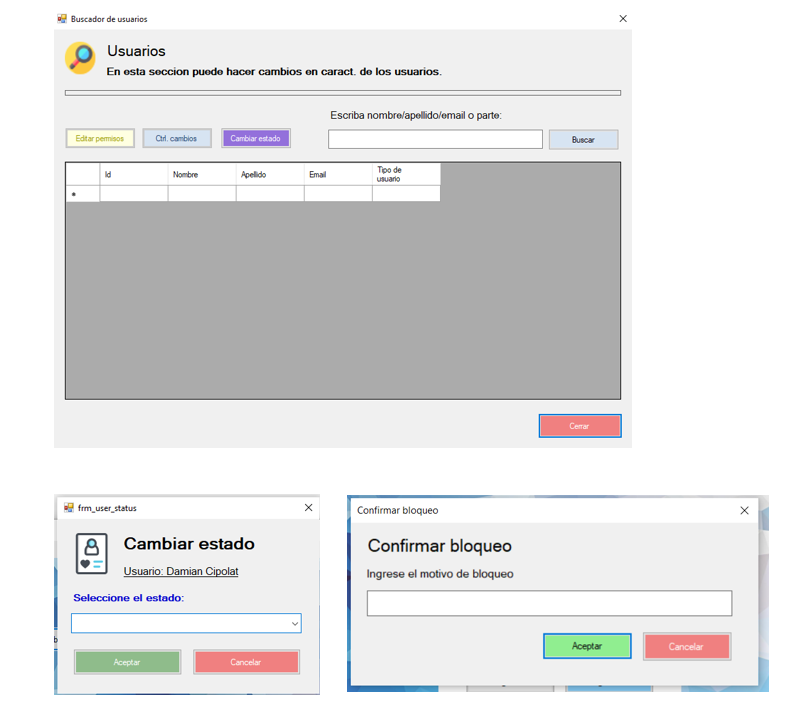 Buscador de usuarios
Usuarios
En esta seccion puede hacer cambios en caract. de los usuarios.
Escriba nombre/apellido/email o parte:
Editar permisos
Ctrl. cambios
Cambiar estado
Buscar
Id
Nombre
Apellido
Email
Tipo de
usuario
*
Cerrar
frm_user_status
Cambiar estado
Usuario: Damian Cipolat
Seleccione el estado:
Aceptar
Cancelar
Confirmar bloqueo
Confirmar bloqueo
Ingrese el motivo de bloqueo
Aceptar
Cancelar